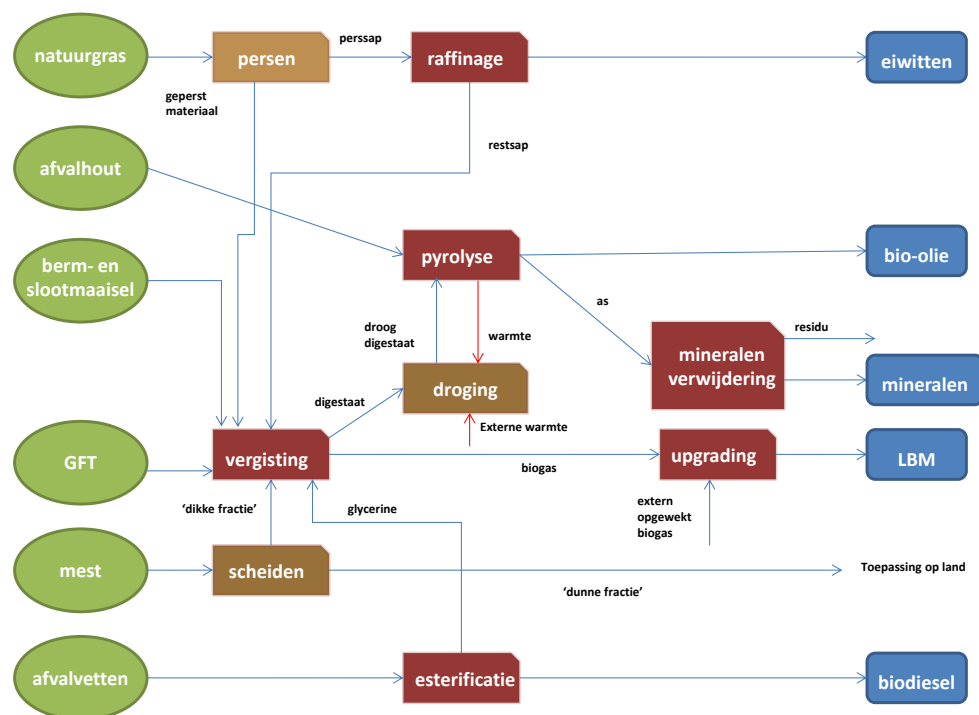 natuurgras
persen
perssap
raffinage
eiwitten
geperst
materiaal
restsap
afvalhout
pyrolyse
bio-olie
berm- en
slootmaaisel
as
droog
digestaat
warmte
residu
mineralen
verwijdering
mineralen
droging
digestaat
Externe warmte
GFT
vergisting
biogas
upgrading
LBM
‘dikke fractie’
glycerine
extern
opgewekt
biogas
mest
scheiden
‘dunne fractie’
Toepassing op land
afvalvetten
esterificatie
biodiesel